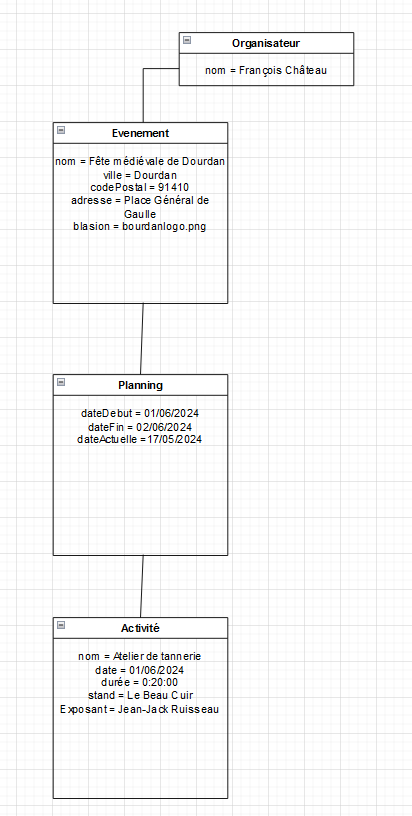 Organisateur
nom = François Château
Evenement
nom = Fête médiévale de Dourdan
ville = Dourdan
codePostal = 91410
adresse = Place Général de
Gaulle
blasion = bourdanlogo.png
Planning
dateDebut = 01/06/2024
dateFin = 02/06/2024
dateActuelle =17/05/2024
Activité
nom = Atelier de tannerie
date = 01/06/2024
durée = 0:20:00
stand = Le Beau Cuir
Exposant = Jean-Jack Ruisseau